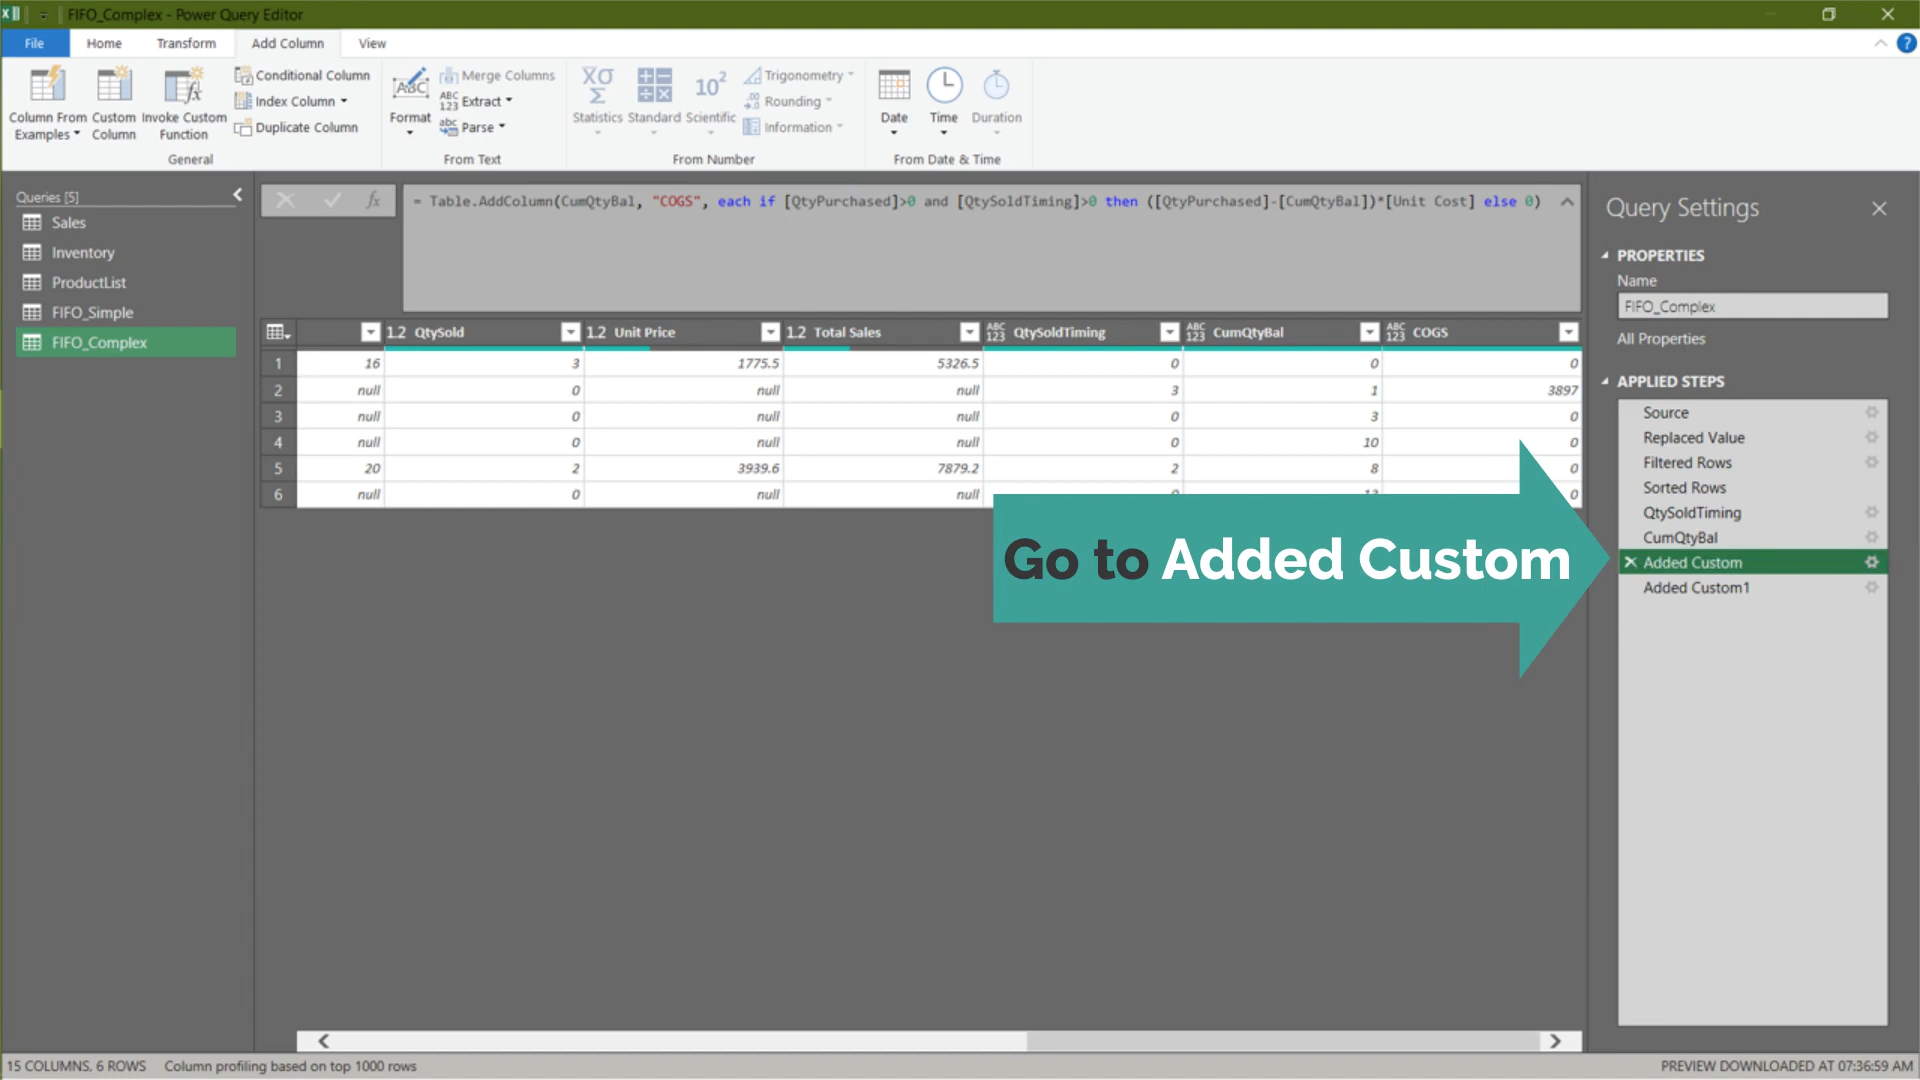 FIFO_Complex - Power Query Editor
File Home Transform Add Column View
Column From Examples
Custom Column
Invoke Custom Function
Conditional Column
Index Column
Duplicate Column
General
Format
Merge Columns
Extract
Parse
From Text
Statistics
Standard
Scientific
Trigonometry
Rounding
Information
From Number
Date
Time
Duration
From Date & Time
Queries [5]
Sales
Inventory
ProductList
FIFO_Simple
FIFO_Complex
= Table.AddColumn(CumQtyBal, "COGS", each if [QtyPurchased]>0 and [QtySoldTiming]>0 then ([QtyPurchased]-[CumQtyBal])*[Unit Cost] else 0)
1.2 QtySold 1.2 Unit Price 1.2 Total Sales ABC 123 QtySoldTiming ABC 123 CumQtyBal ABC 123 COGS
1 16 3 1775.5 5326.5 0 0 0
2 null 0 null null 3 1 3897
3 null 0 null null 0 3 0
4 null 0 null null 0 10 0
5 20 2 3939.6 7879.2 2 8 0
6 null 0 null null 0
Go to Added Custom
Query Settings
PROPERTIES
Name
FIFO_Complex
All Properties
APPLIED STEPS
Source
Replaced Value
Filtered Rows
Sorted Rows
QtySoldTiming
CumQtyBal
Added Custom
Added Custom1
15 COLUMNS, 6 ROWS Column profiling based on top 1000 rows
PREVIEW DOWNLOADED AT 07:36:59 AM